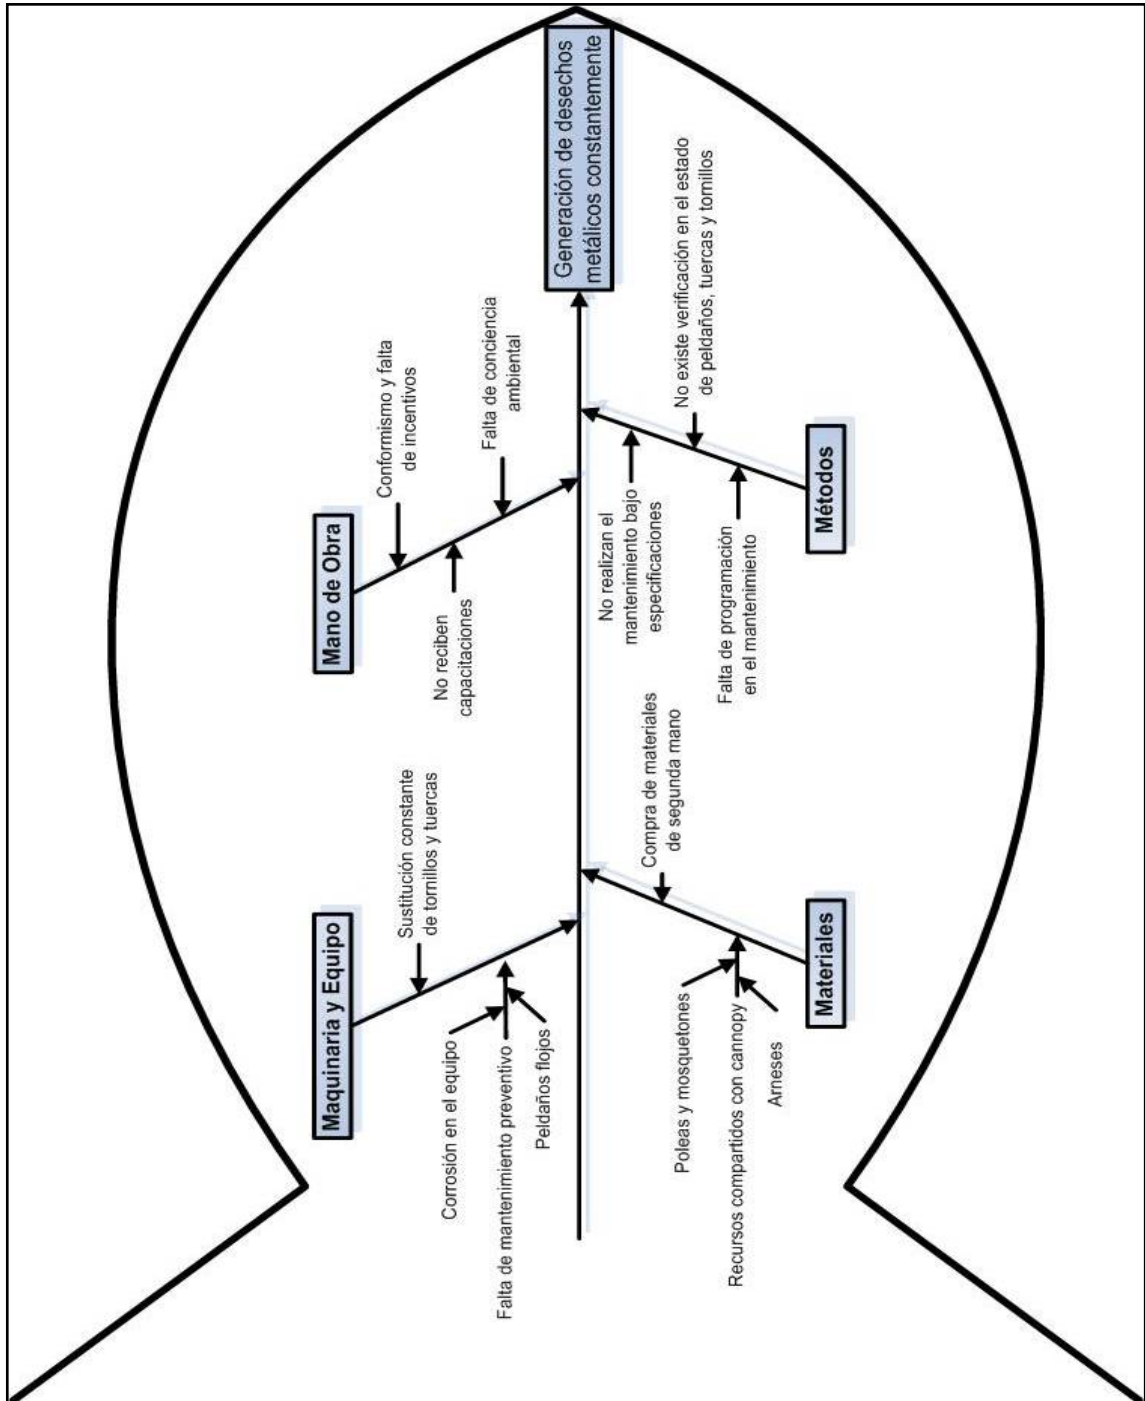 Maquinaria y Equipo
Sustitución constante
de tornillos y tuercas
Corrosión en el equipo
Falta de mantenimiento preventivo
Peldaños flojos
Mano de Obra
Conformismo y falta
de incentivos
No reciben
capacitaciones
Falta de conciencia
ambiental
Generación de desechos
metálicos constantemente
Compra de materiales
de segunda mano
Poleas y mosquetones
Recursos compartidos con cannopy
Arneses
Materiales
No realizan el
mantenimiento bajo
especificaciones
No existe verificación en el estado
de peldaños, tuercas y tornillos
Falta de programación
en el mantenimiento
Métodos